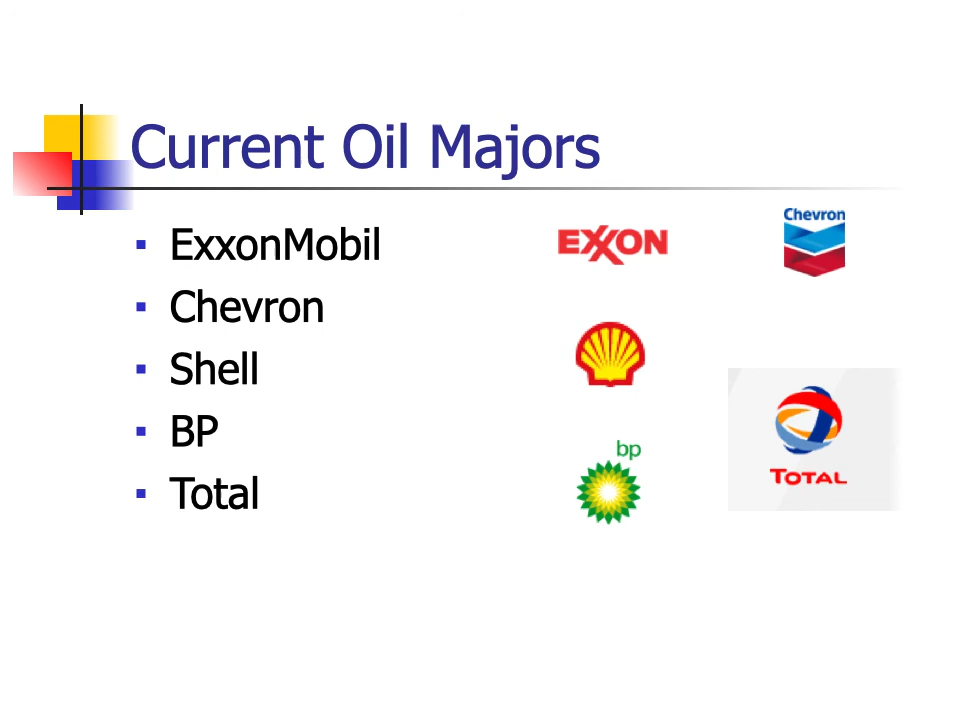 Current Oil Majors
ExxonMobil
Chevron
Shell
BP
Total
EXXON
Chevron
bp
TOTAL